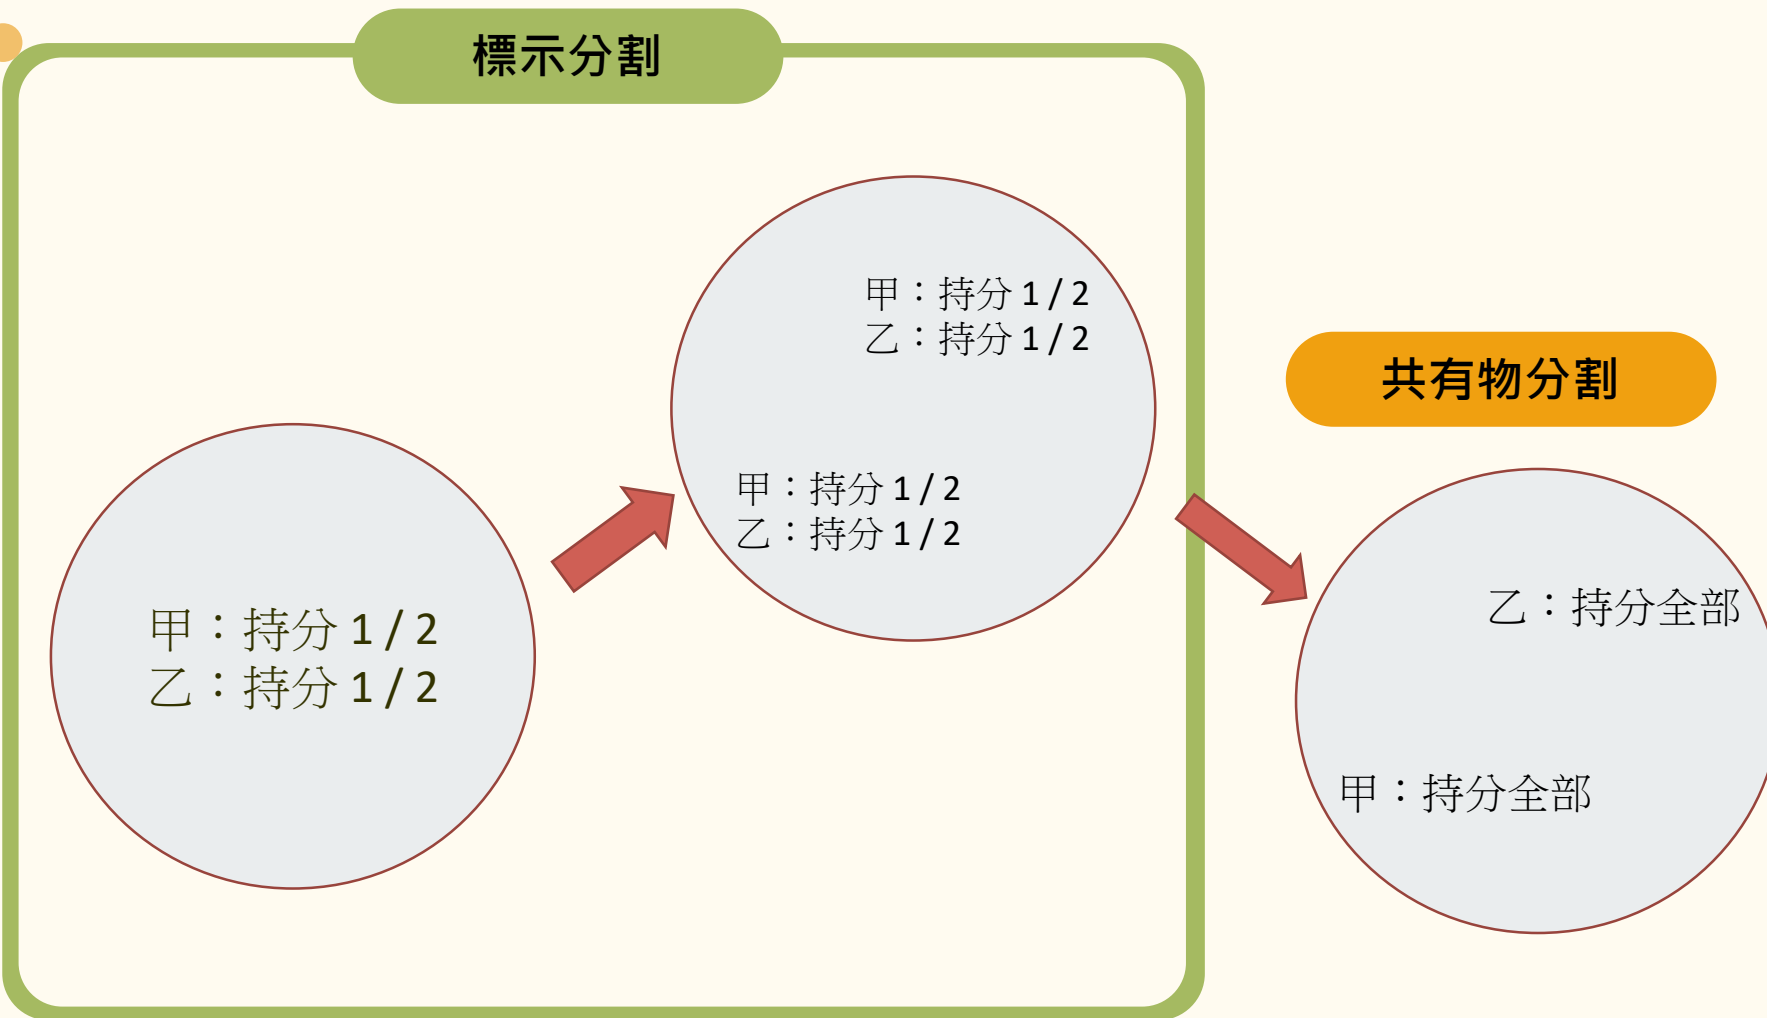 標示分割
甲：持分 1 / 2
乙：持分 1 / 2
甲：持分 1 / 2
乙：持分 1 / 2
甲：持分 1 / 2
乙：持分 1 / 2
共有物分割
乙：持分全部
甲：持分全部